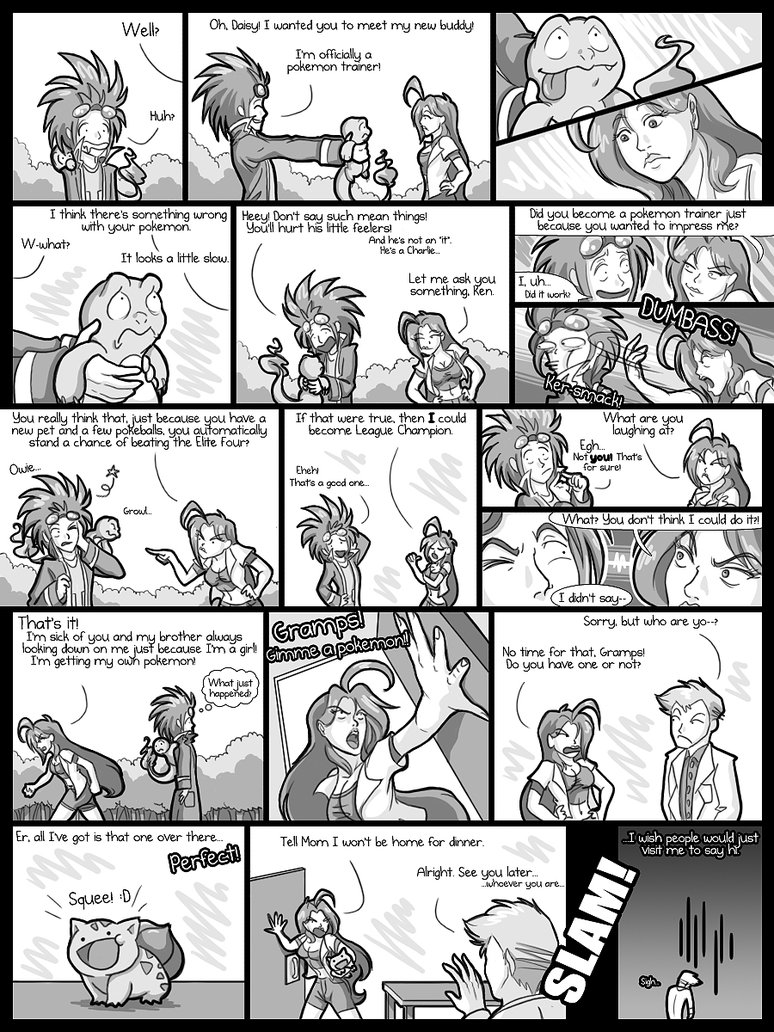 Well?
Huh?
Oh, Daisy! I wanted you to meet my new buddy!
I'm officially a
pokemon trainer!
I think there's something wrong
with your pokemon.
W-what?
It looks a little slow.
Heey! Don't say such mean things!
You'll hurt his little feelers!
And he's not an "it".
He's a Charlie...
Let me ask you
something, Ren.
Did you become a pokemon trainer just
because you wanted to impress me?
I, uh...
Did it work?
DUMBASS!
Ker-smack!
You really think that, just because you have a
new pet and a few pokeballs, you automatically
stand a chance of beating the Elite Four?
Owie...
Growl...
If that were true, then I could
become League Champion.
Eheh!
That's a good one...
What are you
laughing at?
Egh...
Not you! That's
for sure!
What? You don't think I could do it?!
I didn't say--
That's it!
I'm sick of you and my brother always
looking down on me just because I'm a girl!
I'm getting my own pokemon!
What just
happened?
Gramps!
Gimme a pokemon!!
Sorry, but who are yo--?
No time for that, Gramps!
Do you have one or not?
Er, all I've got is that one over there...
Perfect!
Squee! :D
Tell Mom I won't be home for dinner.
Alright. See you later...
...whoever you are...
SLAM!
...I wish people would just
visit me to say hi.
Sigh...